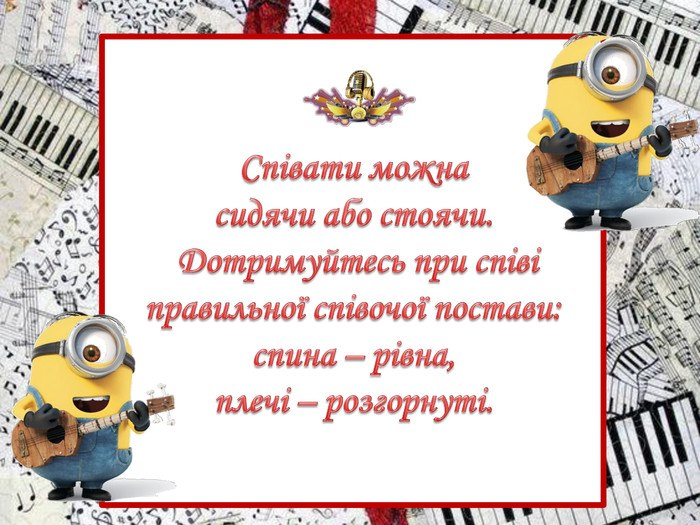 Співати можна
сидячи або стоячи.
Дотримуйтесь при співі
правильної співочої постави:
спина – рівна,
плечі – розгорнуті.